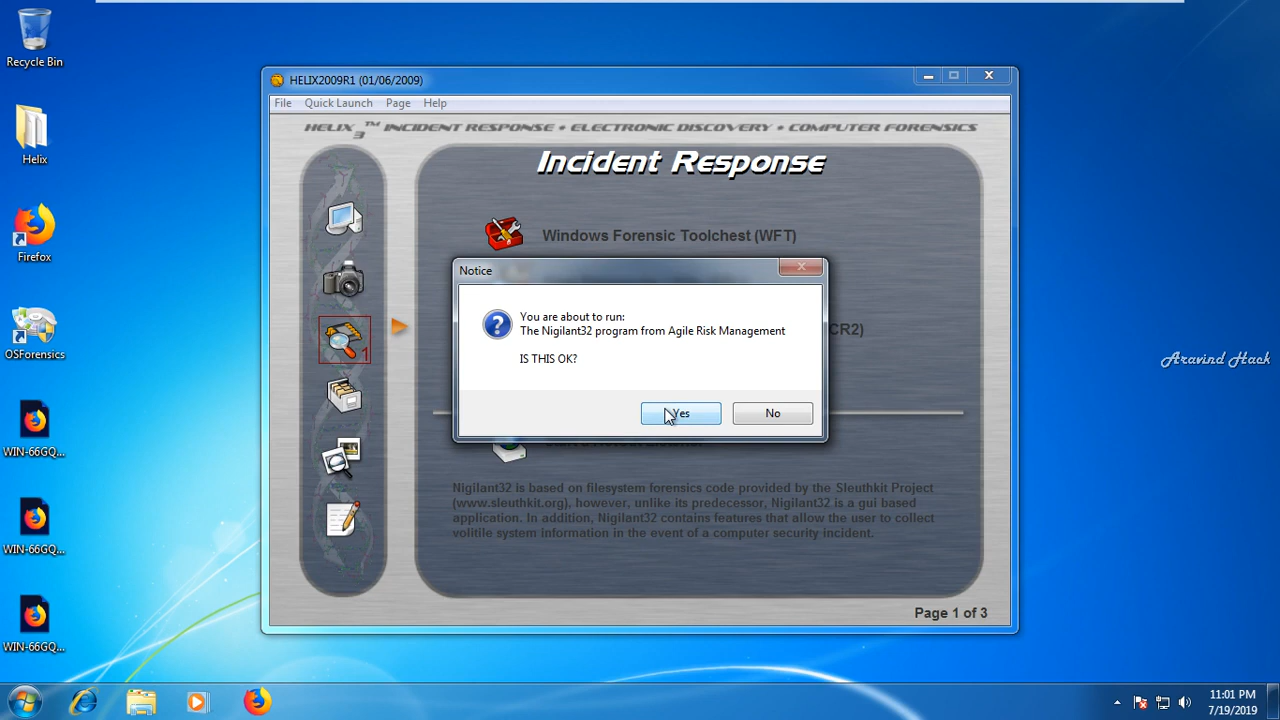 Recycle Bin
Helix
Firefox
OSForensics
WIN-66GQ...
WIN-66GQ...
WIN-66GQ...
HELIX2009R1 (01/06/2009)
File Quick Launch Page Help
HELIX3™ INCIDENT RESPONSE • ELECTRONIC DISCOVERY • COMPUTER FORENSICS
Incident Response
Windows Forensic Toolchest (WFT)
CR2)
Notice
You are about to run:
The Nigilant32 program from Agile Risk Management
IS THIS OK?
Yes No
1
Nigilant32 is based on filesystem forensics code provided by the Sleuthkit Project
(www.sleuthkit.org), however, unlike its predecessor, Nigilant32 is a gui based
application. In addition, Nigilant32 contains features that allow the user to collect
volitile system information in the event of a computer security incident.
Page 1 of 3
Aravind Hack
11:01 PM
7/19/2019